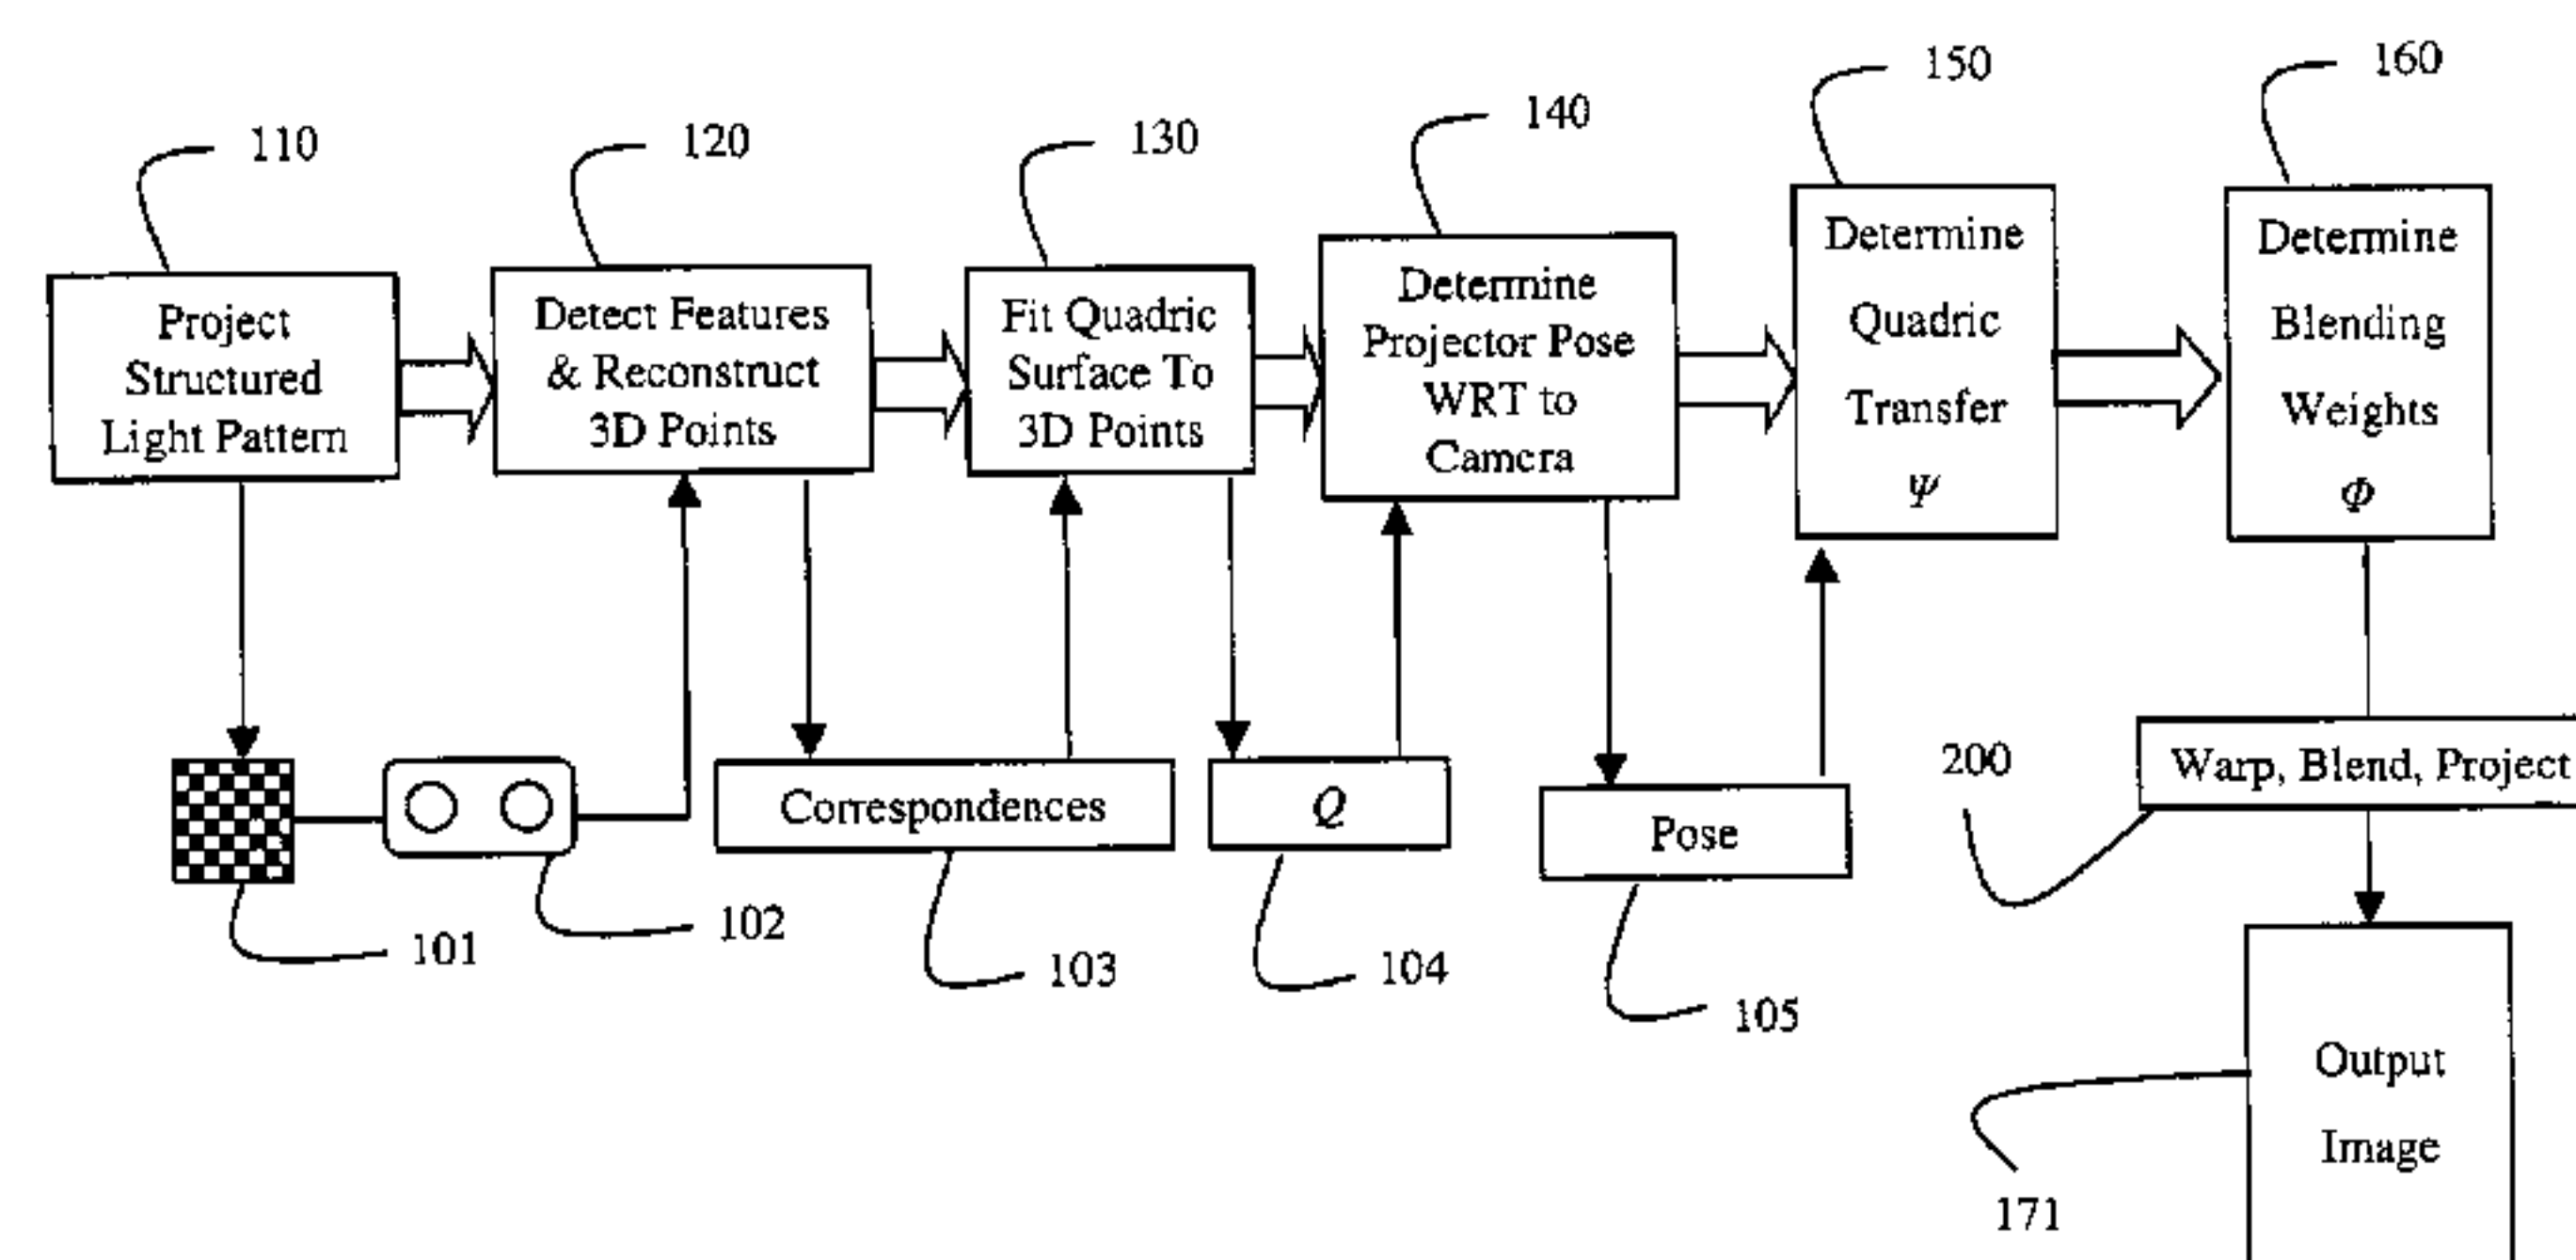 110
120
130
140
150
160
Project
Structured
Light Pattern
Detect Features
& Reconstruct
3D Points
Fit Quadric
Surface To
3D Points
Determine
Projector Pose
WRT to
Camera
Determine
Quadric
Transfer
Ψ
Determine
Blending
Weights
Φ
Correspondences
Q
Pose
200
Warp, Blend, Project
101
102
103
104
105
Output
Image
171